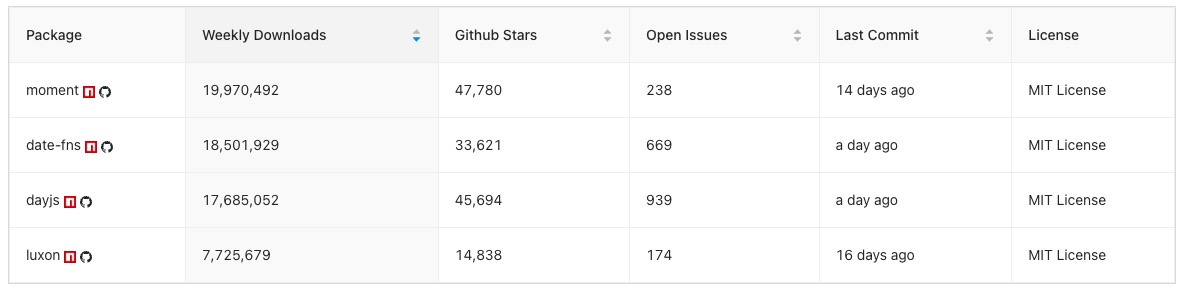 Package Weekly Downloads Github Stars Open Issues Last Commit License
moment 19,970,492 47,780 238 14 days ago MIT License
date-fns 18,501,929 33,621 669 a day ago MIT License
dayjs 17,685,052 45,694 939 a day ago MIT License
luxon 7,725,679 14,838 174 16 days ago MIT License